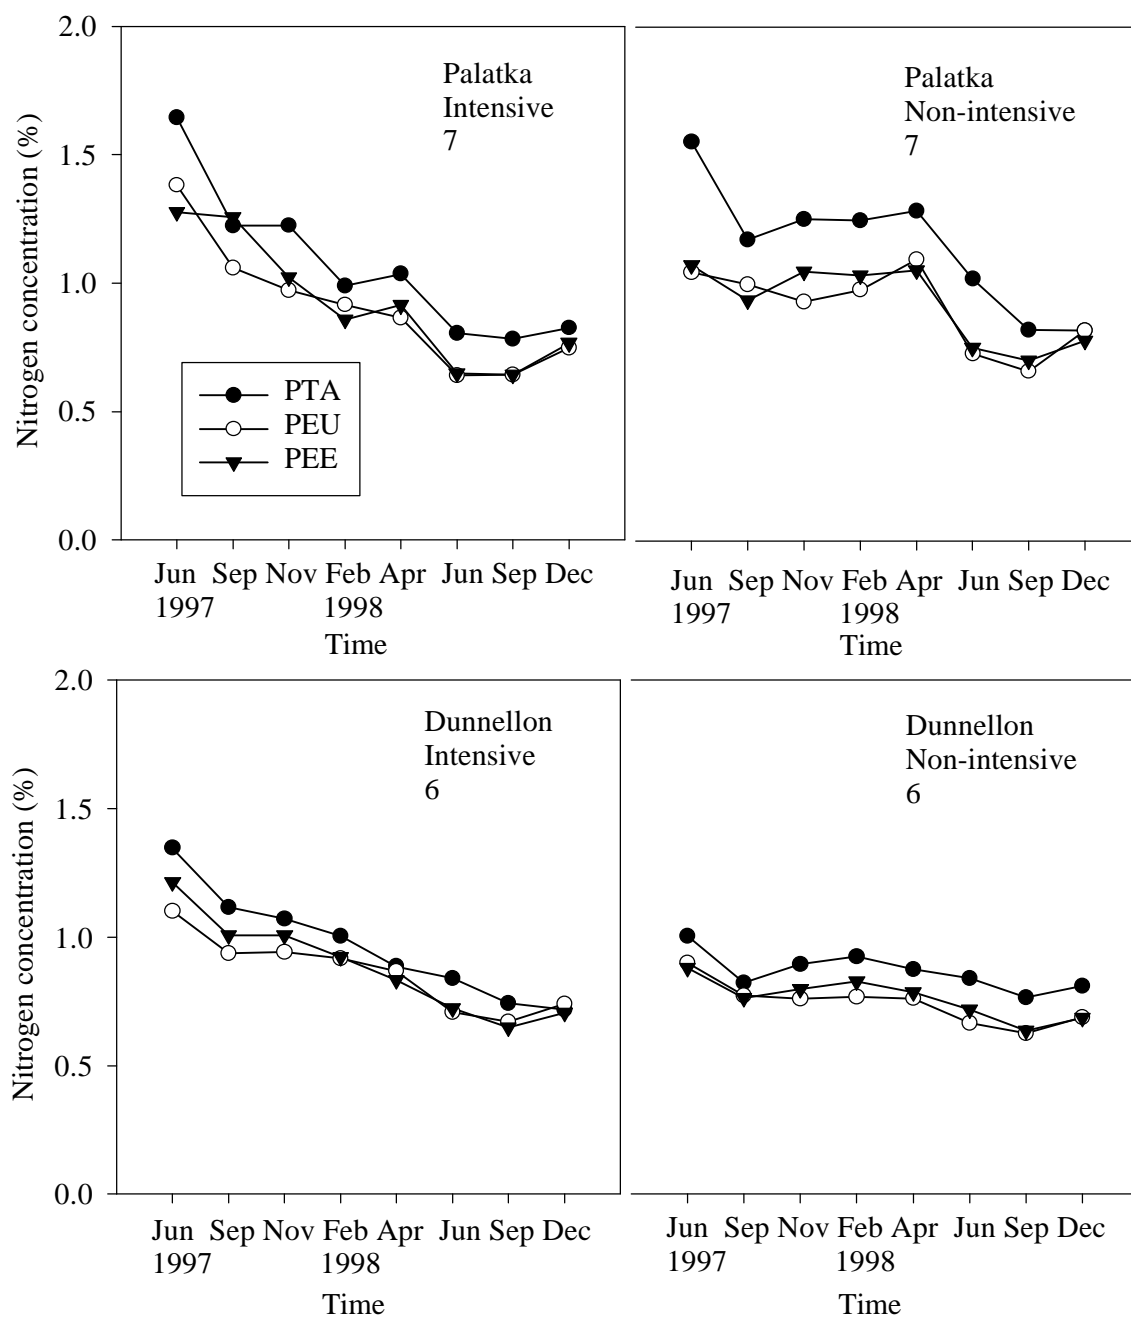 2.0
1.5
1.0
0.5
0.0
Nitrogen concentration (%)
Palatka
Intensive
7
PTA
PEU
PEE
Jun Sep Nov Feb Apr Jun Sep Dec
1997 1998
Time
Palatka
Non-intensive
7
Jun Sep Nov Feb Apr Jun Sep Dec
1997 1998
Time
2.0
1.5
1.0
0.5
0.0
Nitrogen concentration (%)
Dunnellon
Intensive
6
Jun Sep Nov Feb Apr Jun Sep Dec
1997 1998
Time
Dunnellon
Non-intensive
6
Jun Sep Nov Feb Apr Jun Sep Dec
1997 1998
Time